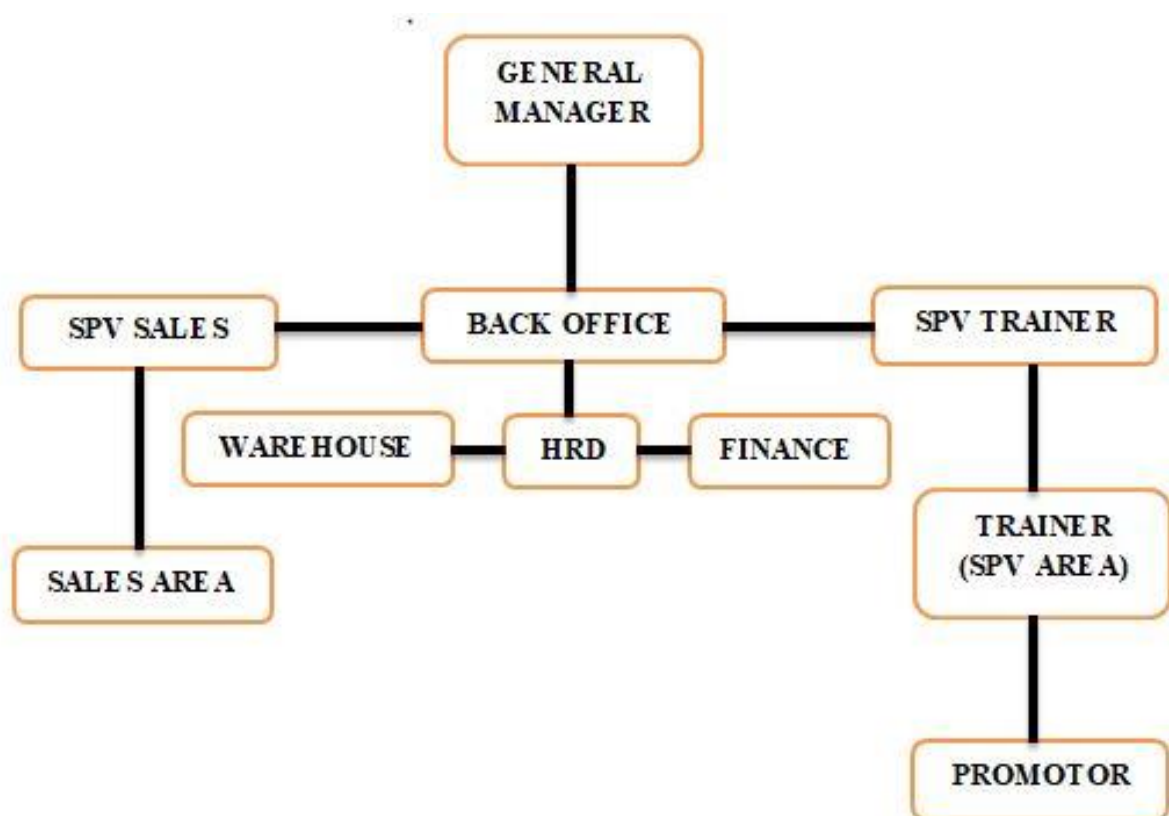 GENERAL
MANAGER
SPV SALES
BACK OFFICE
SPV TRAINER
WAREHOUSE
HRD
FINANCE
SALES AREA
TRAINER
(SPV AREA)
PROMOTOR